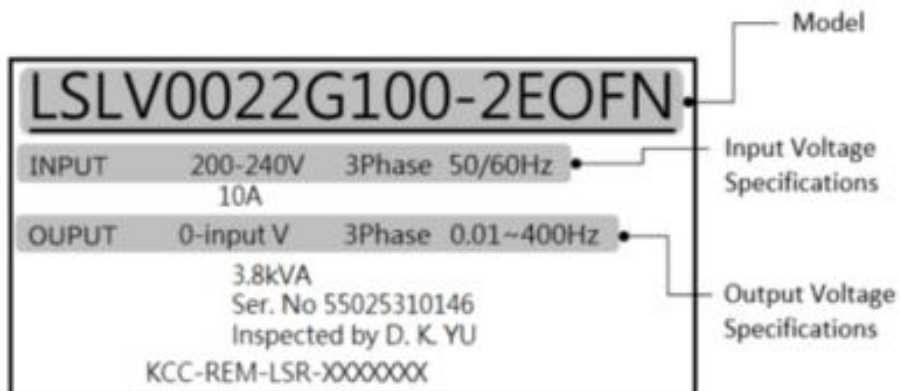 Model
LSLV0022G100-2EOFN
INPUT 200-240V 3Phase 50/60Hz
10A
Input Voltage
Specifications
OUPUT 0-input V 3Phase 0.01~400Hz
3.8kVA
Ser. No 55025310146
Inspected by D. K. YU
KCC-REM-LSR-XXXXXXX
Output Voltage
Specifications